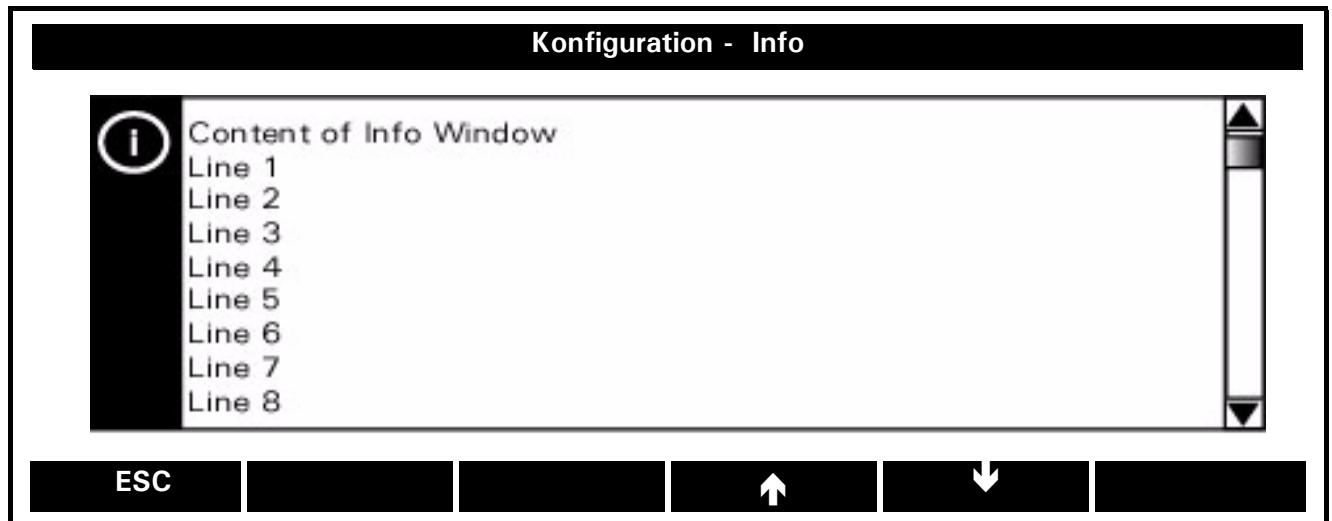 Konfiguration - Info
i
Content of Info Window
Line 1
Line 2
Line 3
Line 4
Line 5
Line 6
Line 7
Line 8
ESC